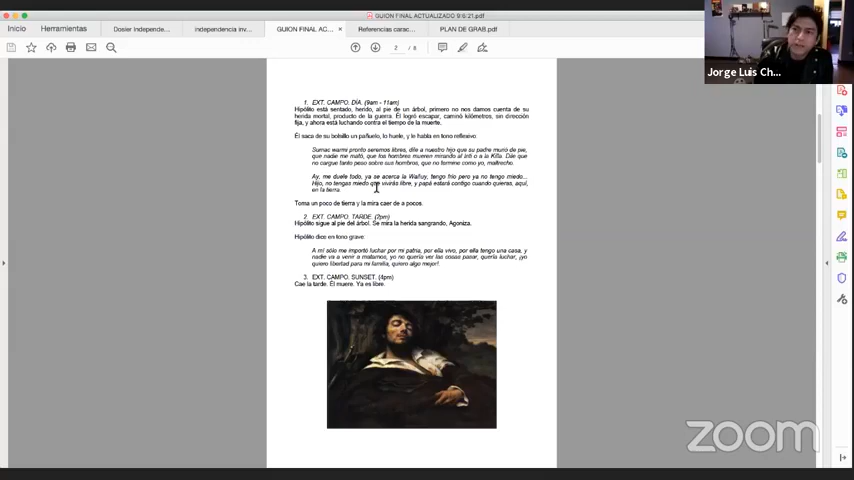 GUION FINAL ACTUALIZADO 9:6/21.pdf
Inicio Herramientas Dosier Independe... independencia inv... GUION FINAL AC... × Referencias carac... PLAN DE GRAB.pdf
2 / 8
Jorge Luis Ch...
1. EXT. CAMPO. DÍA. (9am - 11am)
Hipólito está sentado, herido, al pie de un árbol, primero no nos damos cuenta de su
herida mortal, producto de la guerra. Él logró escapar, caminó kilómetros, sin dirección
fija, y ahora está luchando contra el tiempo de la muerte.
Él saca de su bolsillo un pañuelo, lo huele, y le habla en tono reflexivo:
Sumac warmi pronto seremos libres, dile a nuestro hijo que su padre murió de pie,
que nadie me mató, que los hombres mueren mirando al Inti o a la Killa. Dile que
no cargue tanto peso sobre sus hombros, que no termine como yo, maltrecho.
Ay, me duele todo, ya se acerca la Wañuy, tengo frío pero ya no tengo miedo...
Hijo, no tengas miedo que vivirás libre, y papá estará contigo cuando quieras, aquí,
en la tierra.
Toma un poco de tierra y la mira caer de a pocos.
2. EXT. CAMPO. TARDE (2pm)
Hipólito sigue al pie del árbol. Se mira la herida sangrando, Agoniza.
Hipólito dice en tono grave:
A mí sólo me importó luchar por mi patria, por ella vivo, por ella tengo una casa, y
nadie va a venir a matarnos, yo no quería ver las cosas pasar, quería luchar, ¡yo
quiero libertad para mi familia, quiero algo mejor!.
3. EXT. CAMPO. SUNSET. (4pm)
Cae la tarde. Él muere. Ya es libre.
zoom